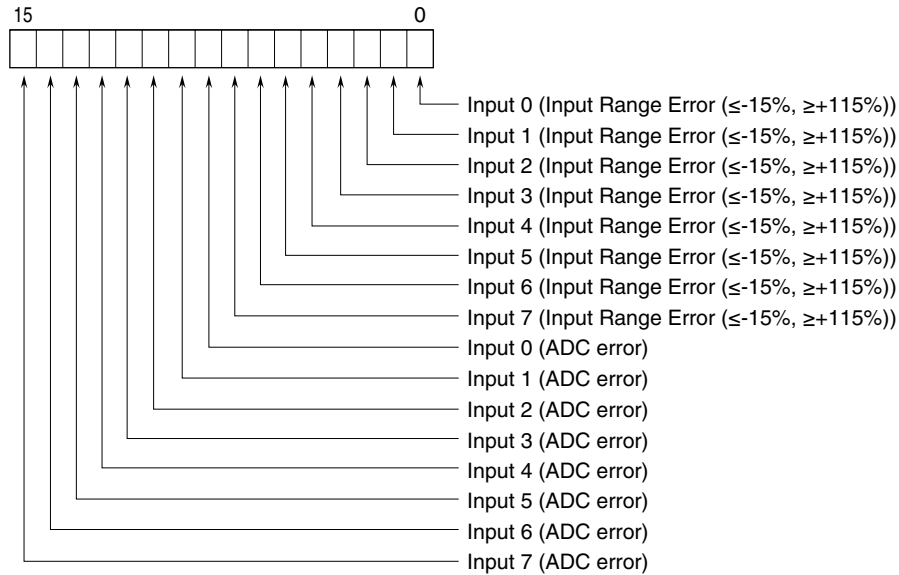 15 0
Input 0 (Input Range Error (≤-15%, ≥+115%))
Input 1 (Input Range Error (≤-15%, ≥+115%))
Input 2 (Input Range Error (≤-15%, ≥+115%))
Input 3 (Input Range Error (≤-15%, ≥+115%))
Input 4 (Input Range Error (≤-15%, ≥+115%))
Input 5 (Input Range Error (≤-15%, ≥+115%))
Input 6 (Input Range Error (≤-15%, ≥+115%))
Input 7 (Input Range Error (≤-15%, ≥+115%))
Input 0 (ADC error)
Input 1 (ADC error)
Input 2 (ADC error)
Input 3 (ADC error)
Input 4 (ADC error)
Input 5 (ADC error)
Input 6 (ADC error)
Input 7 (ADC error)